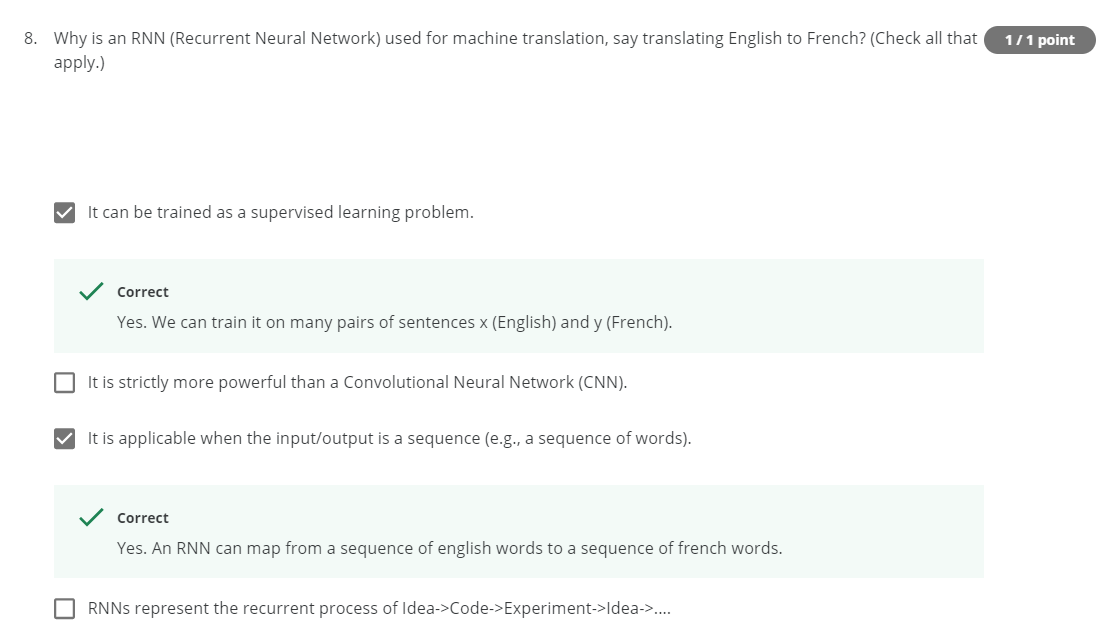 8. Why is an RNN (Recurrent Neural Network) used for machine translation, say translating English to French? (Check all that
apply.)
1 / 1 point
It can be trained as a supervised learning problem.
Correct
Yes. We can train it on many pairs of sentences x (English) and y (French).
It is strictly more powerful than a Convolutional Neural Network (CNN).
It is applicable when the input/output is a sequence (e.g., a sequence of words).
Correct
Yes. An RNN can map from a sequence of english words to a sequence of french words.
RNNs represent the recurrent process of Idea->Code->Experiment->Idea->....